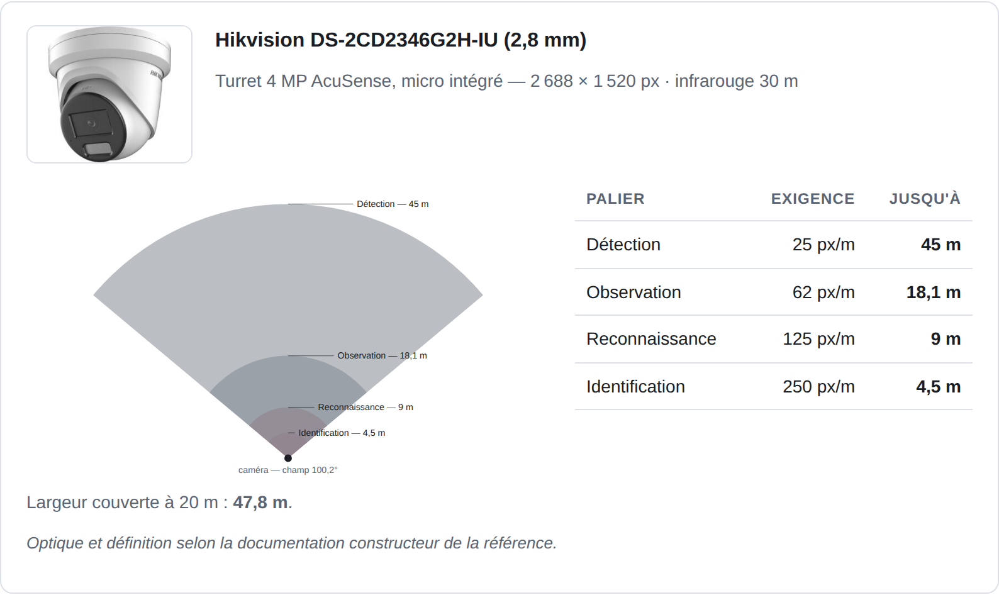 Hikvision DS-2CD2346G2H-IU (2,8 mm)
Turret 4 MP AcuSense, micro intégré — 2 688 × 1 520 px · infrarouge 30 m
Détection — 45 m
Observation — 18,1 m
Reconnaissance — 9 m
Identification — 4,5 m
caméra — champ 100,2°
PALIER EXIGENCE JUSQU'À
Détection 25 px/m 45 m
Observation 62 px/m 18,1 m
Reconnaissance 125 px/m 9 m
Identification 250 px/m 4,5 m
Largeur couverte à 20 m : 47,8 m.
Optique et définition selon la documentation constructeur de la référence.